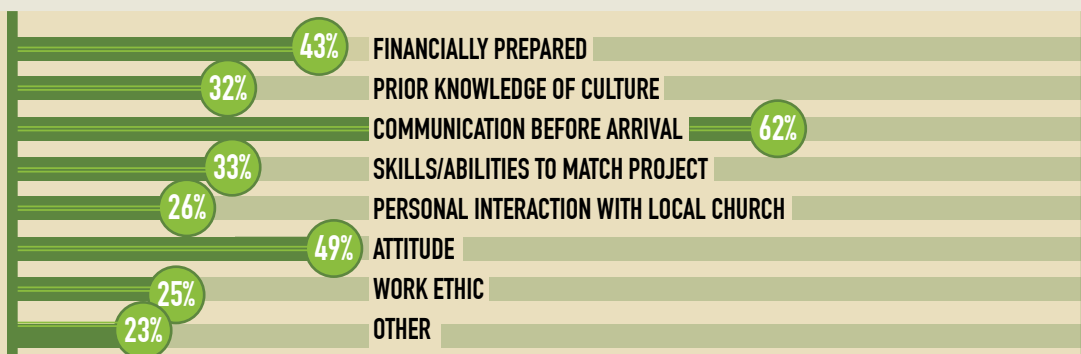 43% FINANCIALLY PREPARED
32% PRIOR KNOWLEDGE OF CULTURE
COMMUNICATION BEFORE ARRIVAL 62%
33% SKILLS/ABILITIES TO MATCH PROJECT
26% PERSONAL INTERACTION WITH LOCAL CHURCH
49% ATTITUDE
25% WORK ETHIC
23% OTHER